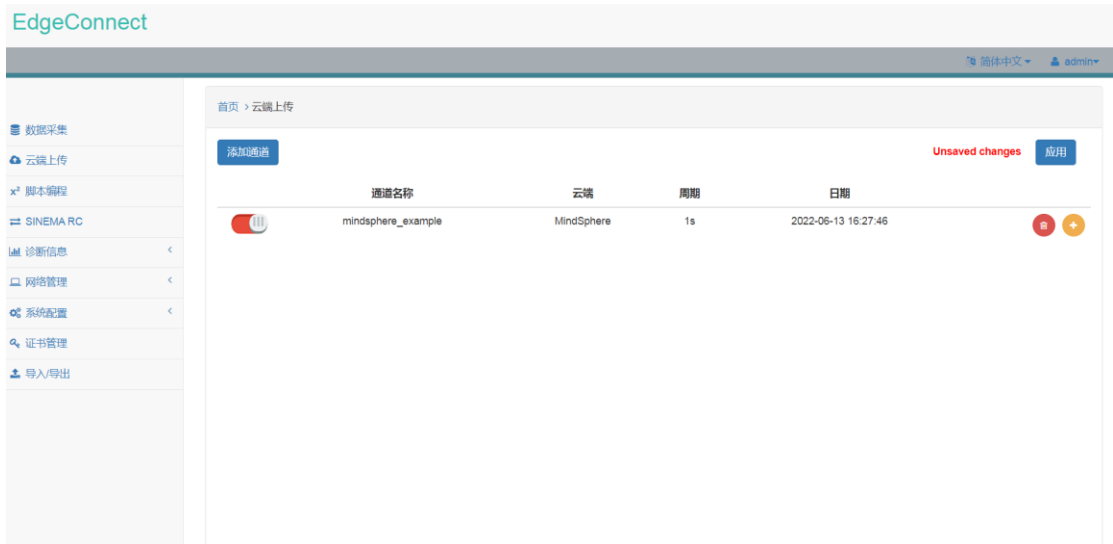 EdgeConnect
简体中文 admin
首页 > 云端上传
数据采集
云端上传
x² 脚本编程
SINEMA RC
诊断信息
网络管理
系统配置
证书管理
导入/导出
添加通道 Unsaved changes 应用
通道名称 云端 周期 日期
mindsphere_example MindSphere 1s 2022-06-13 16:27:46